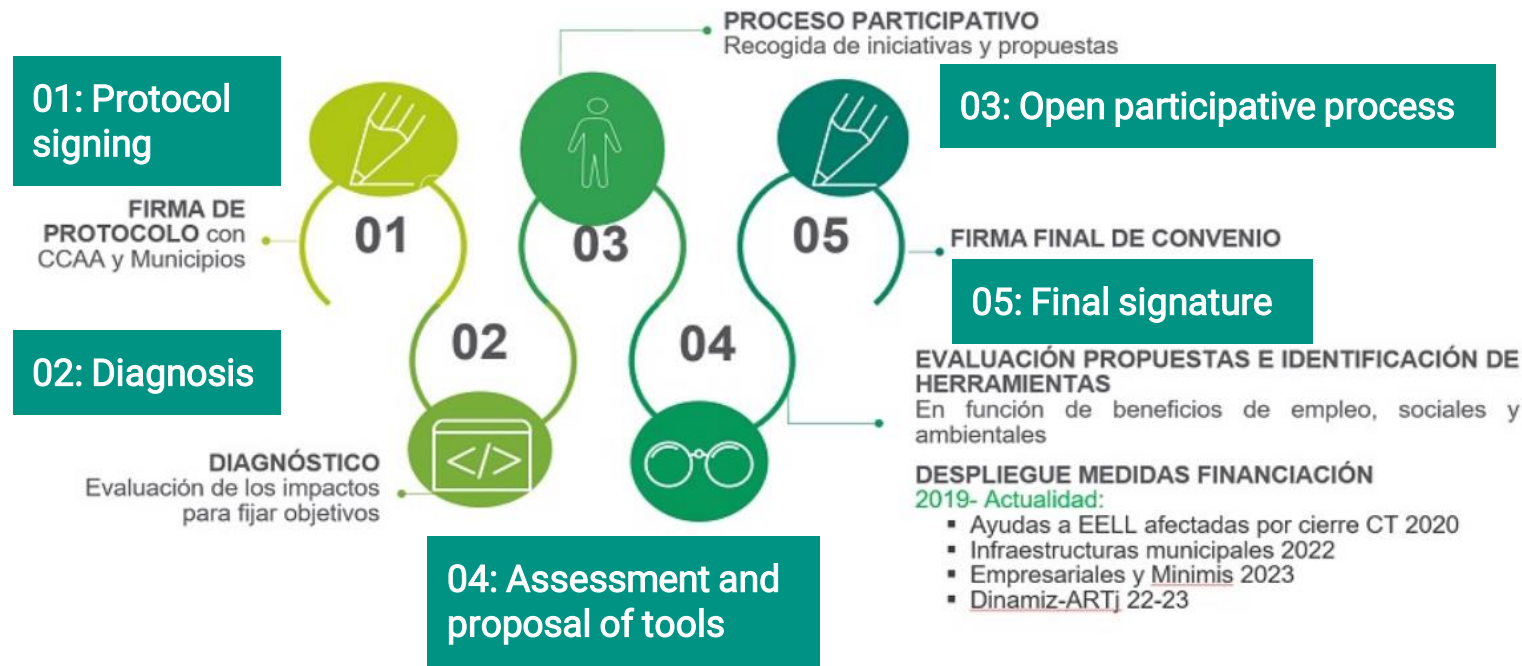 PROCESO PARTICIPATIVO
Recogida de iniciativas y propuestas
01: Protocol
signing
03: Open participative process
FIRMA DE
PROTOCOLO con
CCAA y Municipios
01
03
05
FIRMA FINAL DE CONVENIO
05: Final signature
02: Diagnosis
02
04
EVALUACIÓN PROPUESTAS E IDENTIFICACIÓN DE
HERRAMIENTAS
En función de beneficios de empleo, sociales y
ambientales
</>
DIAGNÓSTICO
Evaluación de los impactos
para fijar objetivos
DESPLIEGUE MEDIDAS FINANCIACIÓN
2019- Actualidad:
▪ Ayudas a EELL afectadas por cierre CT 2020
▪ Infraestructuras municipales 2022
▪ Empresariales y Minimis 2023
▪ Dinamiz-ARTj 22-23
04: Assessment and
proposal of tools